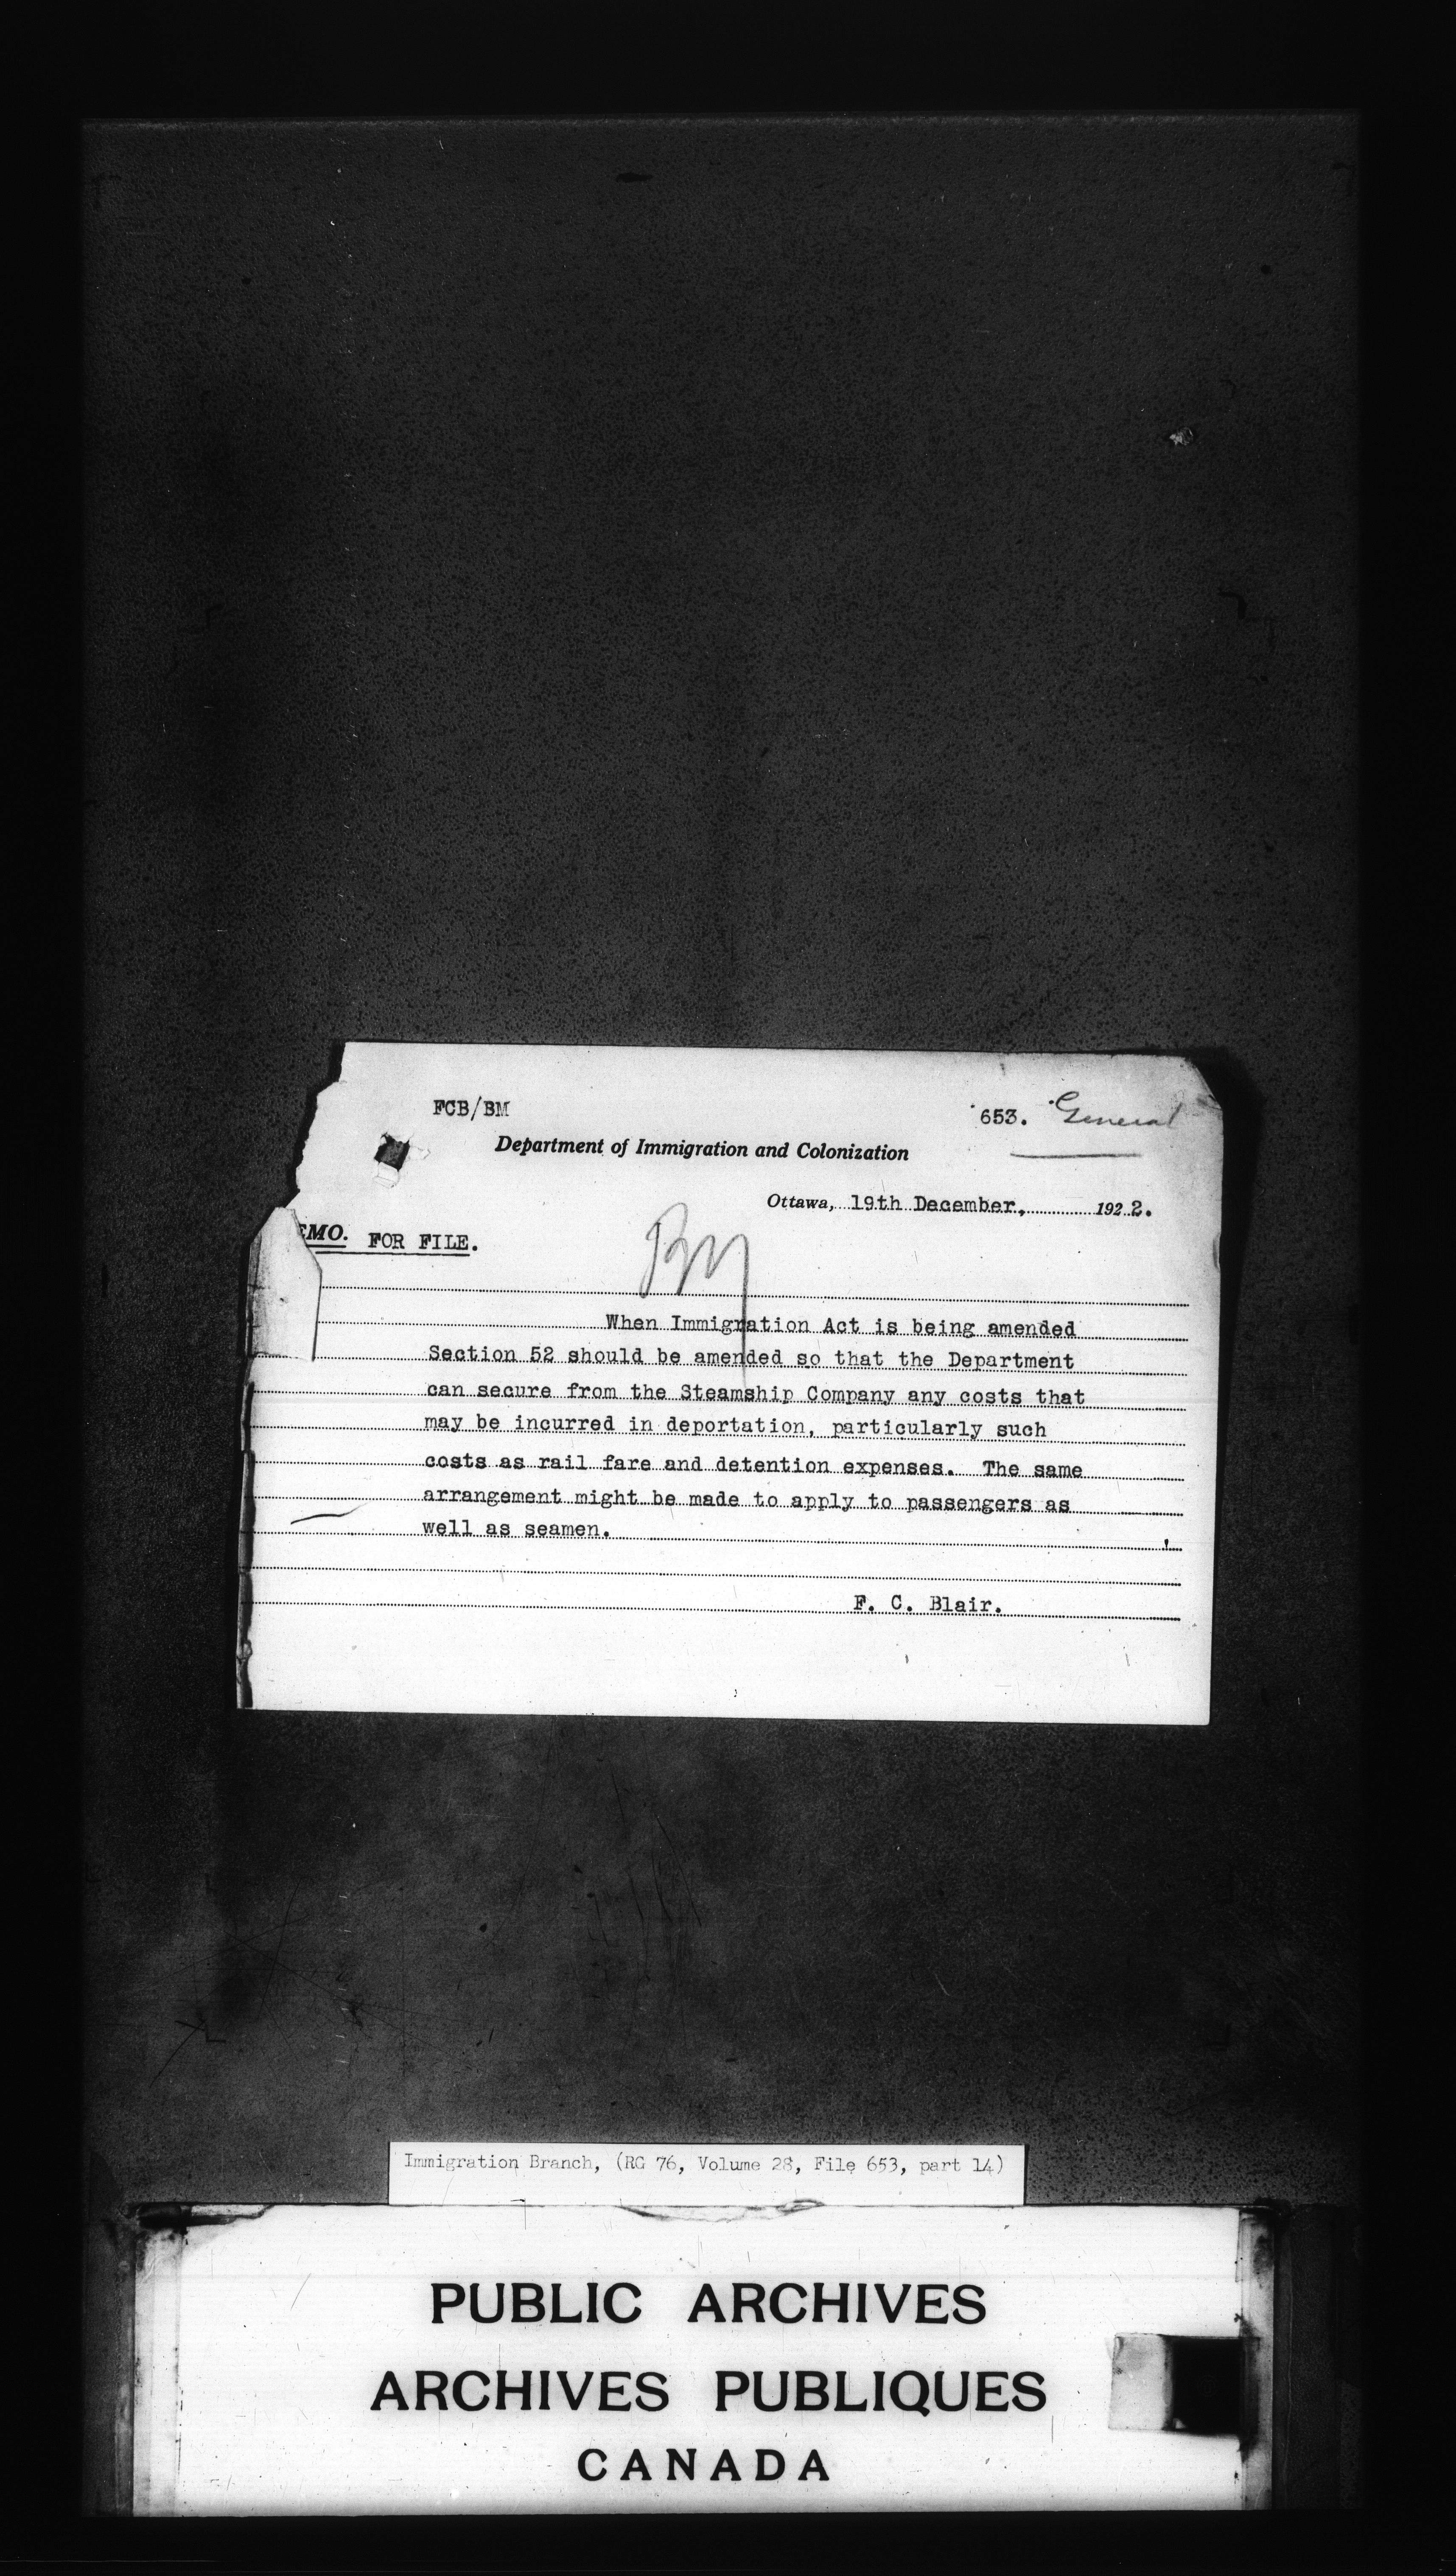 FCB/BM
653. General
Department of Immigration and Colonization
Ottawa, 19th December, 1922.
EMO. FOR FILE.
When Immigration Act is being amended
Section 52 should be amended so that the Department
can secure from the Steamship Company any costs that
may be incurred in deportation, particularly such
costs as rail fare and detention expenses. The same
arrangement might be made to apply to passengers as
well as seamen.
F. C. Blair.
Immigration Branch, (RG 76, Volume 28, File 653, part 14)
PUBLIC ARCHIVES
ARCHIVES PUBLIQUES
CANADA